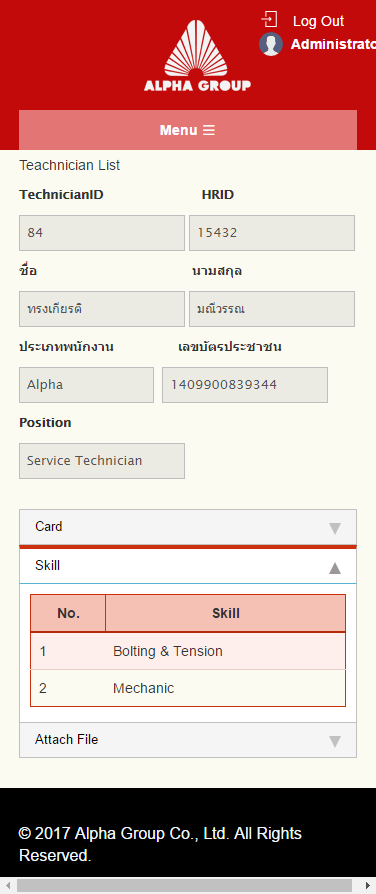 Log Out
Administrato
ALPHA GROUP
Menu ☰
Teachnician List
TechnicianID HRID
84 15432
ชื่อ นามสกุล
ทรงเกียรติ มณีวรรณ
ประเภทพนักงาน เลขบัตรประชาชน
Alpha 1409900839344
Position
Service Technician
Card
Skill
No. Skill
1 Bolting & Tension
2 Mechanic
Attach File
© 2017 Alpha Group Co., Ltd. All Rights
Reserved.